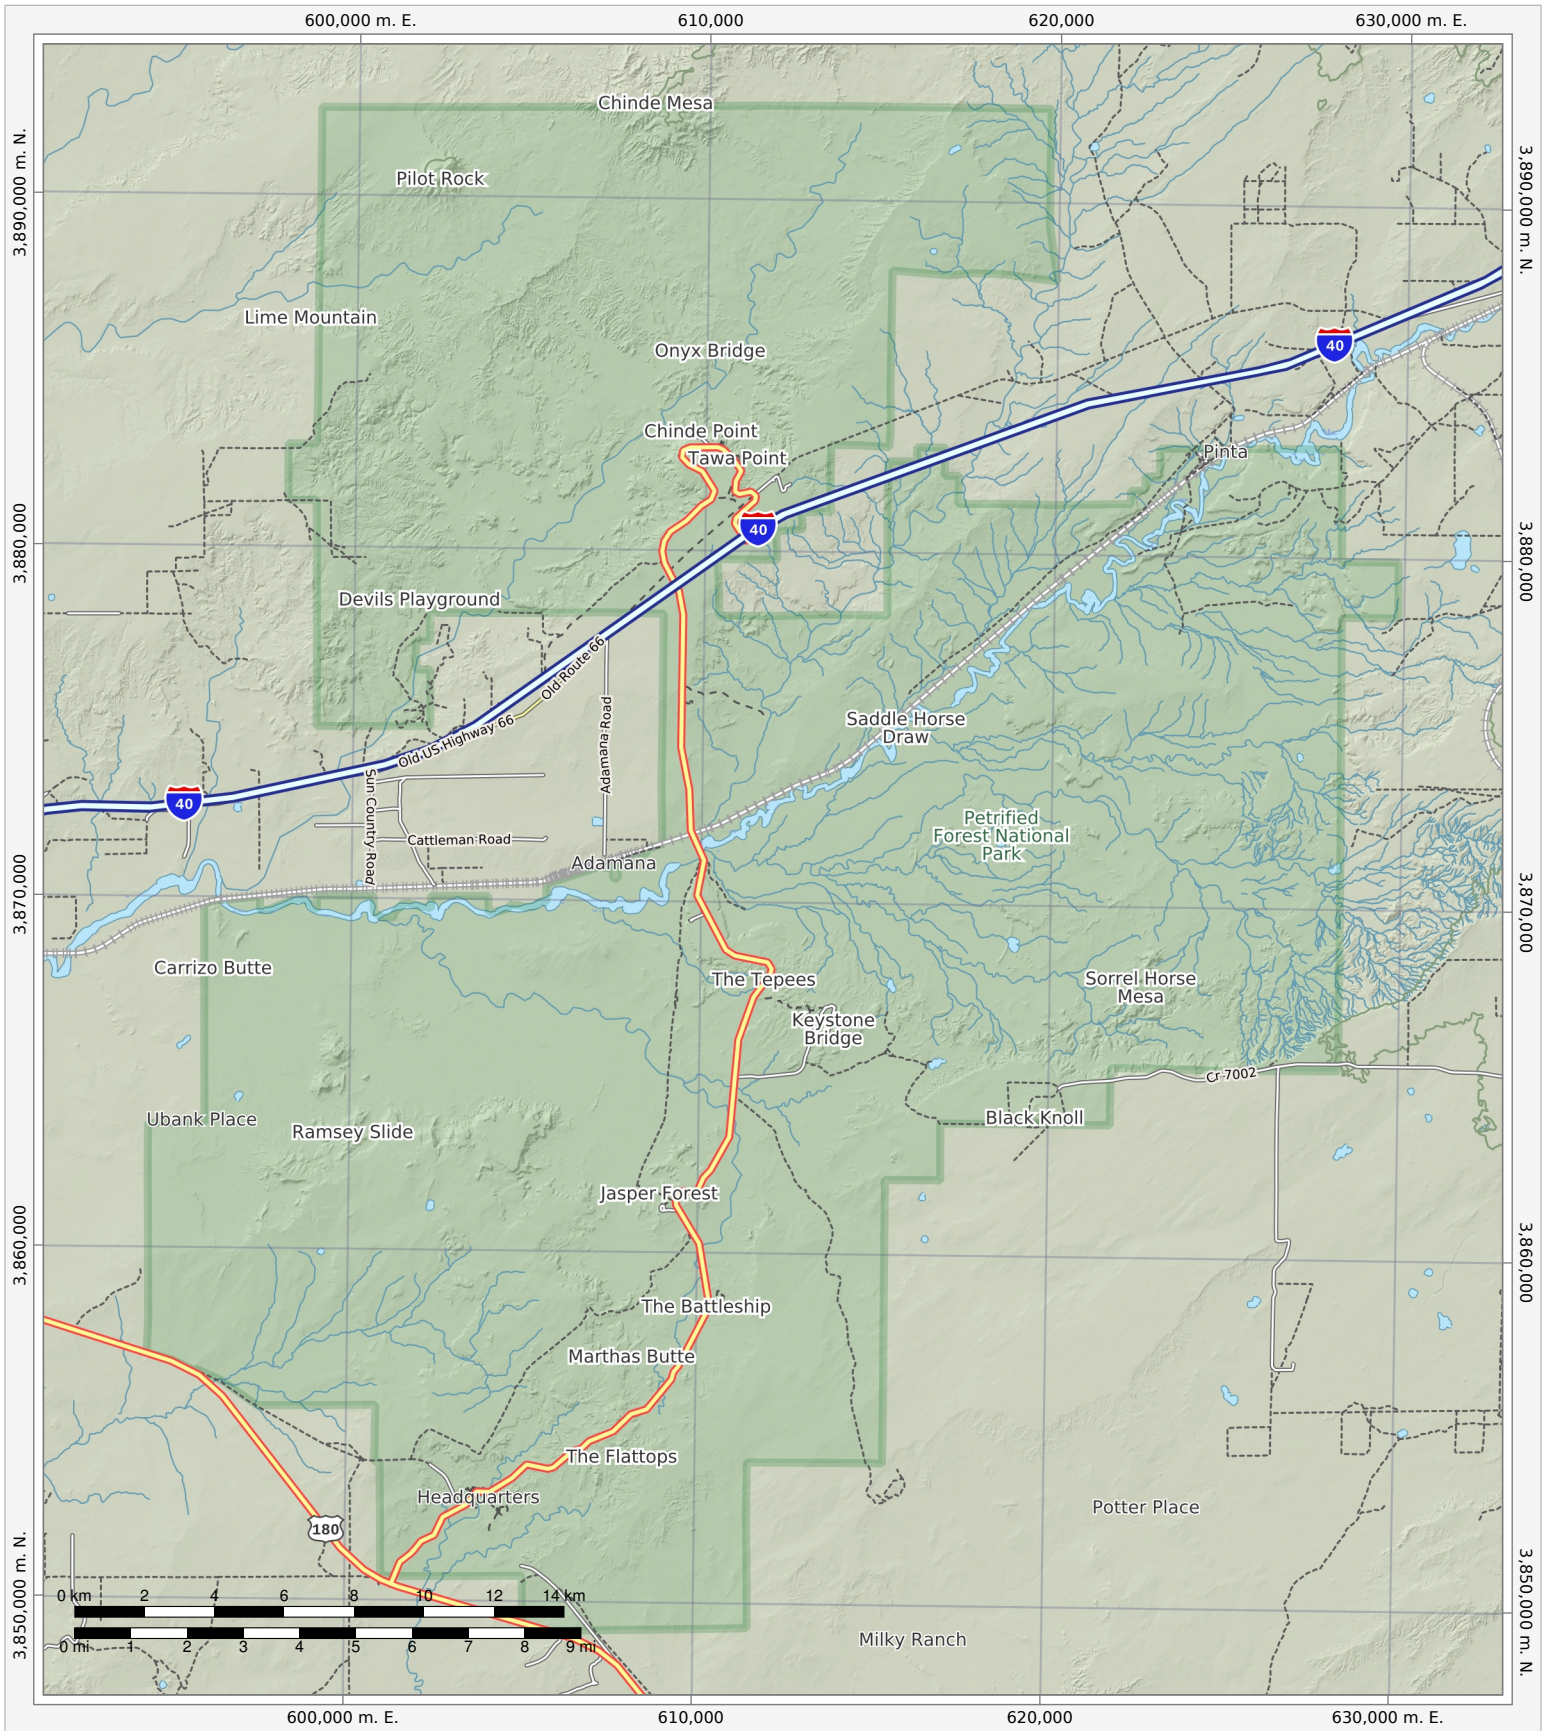 600,000 m. E.
610,000
620,000
630,000 m. E.
3,890,000 m. N.
3,890,000 m. N.
Chinde Mesa
Pilot Rock
Lime Mountain
Onyx Bridge
40
Chinde Point
Tawa Point
Pinta
40
3,880,000
3,880,000
Devils Playground
Old Route 66
Old US Highway 66
Adamana Road
Saddle Horse
Draw
Sun Country Road
40
Petrified
Forest National
Park
Cattleman Road
Adamana
3,870,000
3,870,000
Carrizo Butte
The Tepees
Sorrel Horse
Mesa
Keystone
Bridge
Cr 7002
Ubank Place
Ramsey Slide
Black Knoll
Jasper Forest
3,860,000
3,860,000
The Battleship
Marthas Butte
The Flattops
Headquarters
Potter Place
180
3,850,000 m. N.
3,850,000 m. N.
0 km 2 4 6 8 10 12 14 km
0 mi 1 2 3 4 5 6 7 8 9 mi
Milky Ranch
600,000 m. E.
610,000
620,000
630,000 m. E.